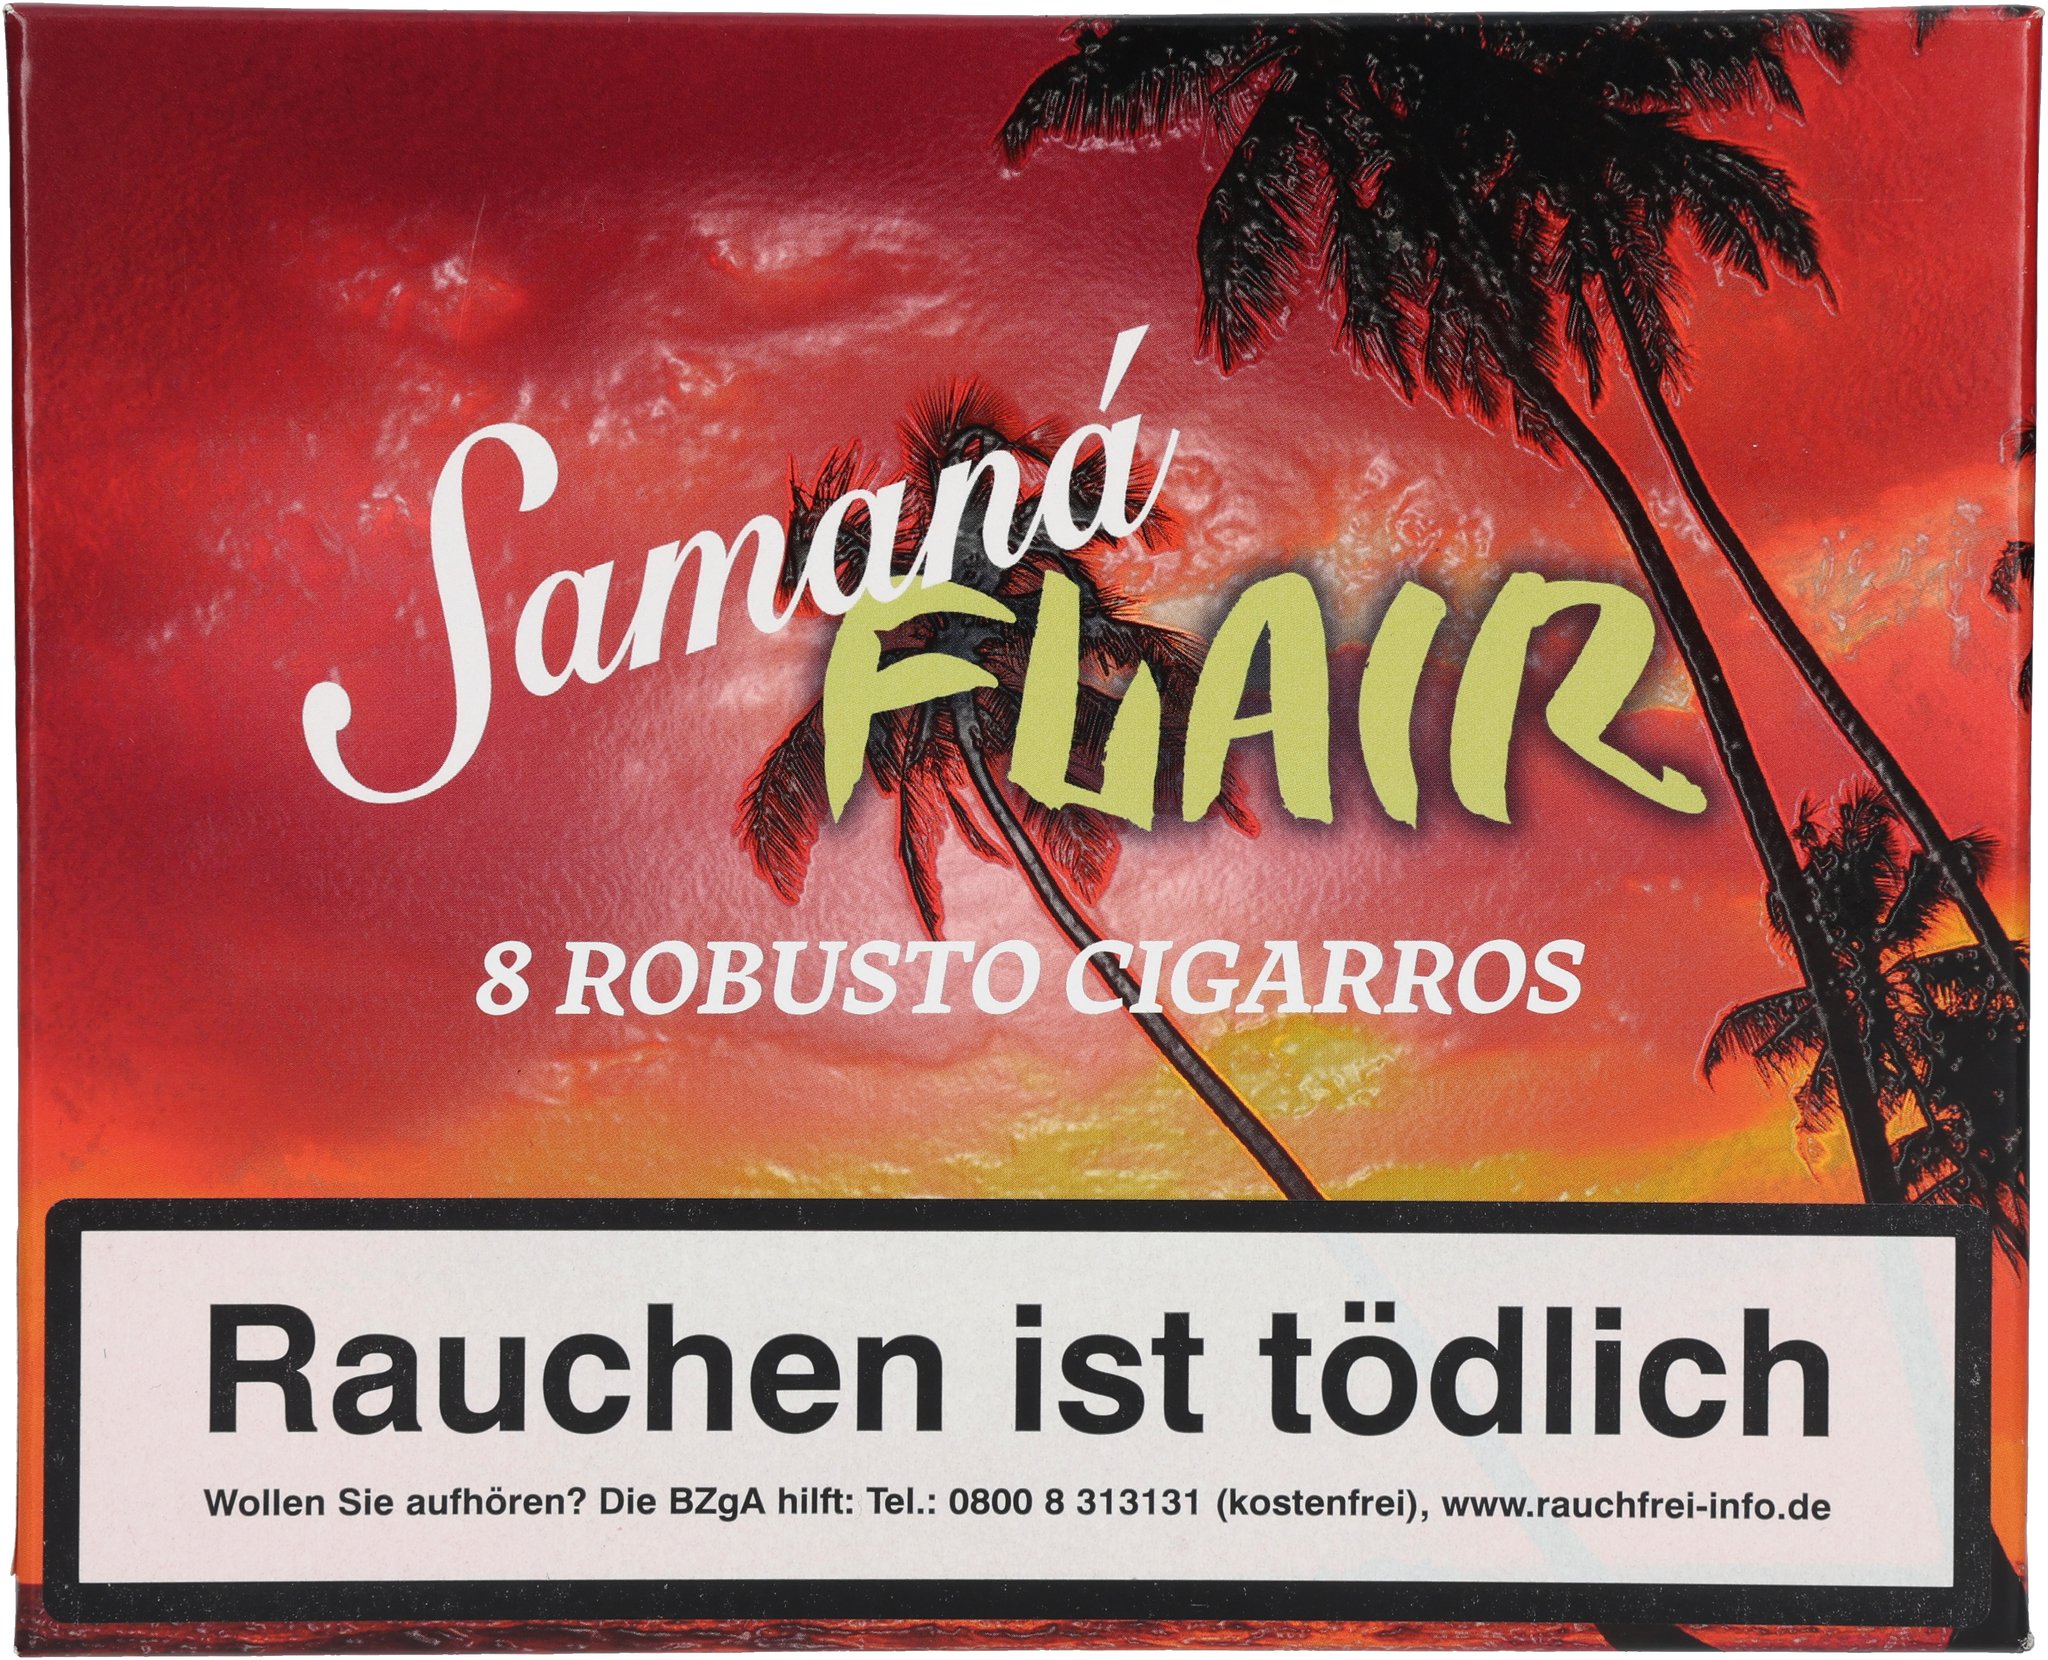 Samaná
FLAIR
8 ROBUSTO CIGARROS
Rauchen ist tödlich
Wollen Sie aufhören? Die BZgA hilft: Tel.: 0800 8 313131 (kostenfrei), www.rauchfrei-info.de